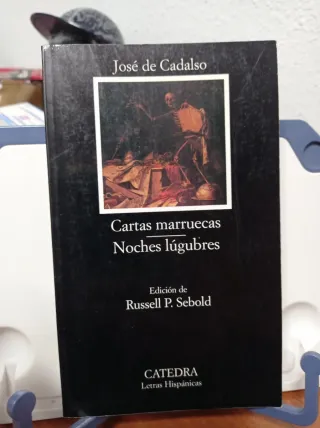 José de Cadalso
Cartas marruecas
Noches lúgubres
Edición de
Russell P. Sebold
CATEDRA
Letras Hispánicas